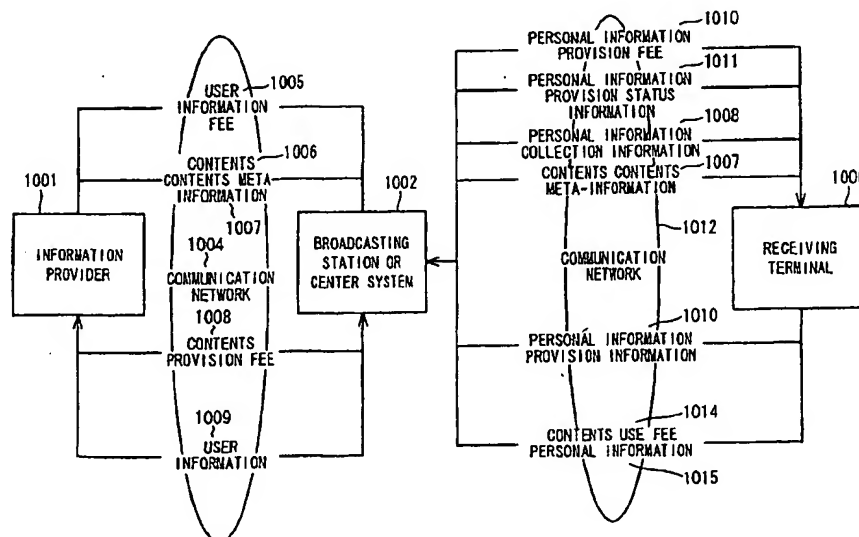 1010
PERSONAL INFORMATION
PROVISION FEE
1011
PERSONAL INFORMATION
PROVISION STATUS
INFORMATION
1008
PERSONAL INFORMATION
COLLECTION INFORMATION
1007
CONTENTS CONTENTS
META-INFORMATION
1005
USER
INFORMATION
FEE
1006
CONTENTS
CONTENTS META
INFORMATION
1007
1001
INFORMATION
PROVIDER
1004
COMMUNICATION
NETWORK
1002
BROADCASTING
STATION OR
CENTER SYSTEM
1012
COMMUNICATION
NETWORK
RECEIVING
TERMINAL
1008
CONTENTS
PROVISION FEE
1010
PERSONAL INFORMATION
PROVISION INFORMATION
1009
USER
INFORMATION
1014
CONTENTS USE FEE
PERSONAL INFORMATION
1015